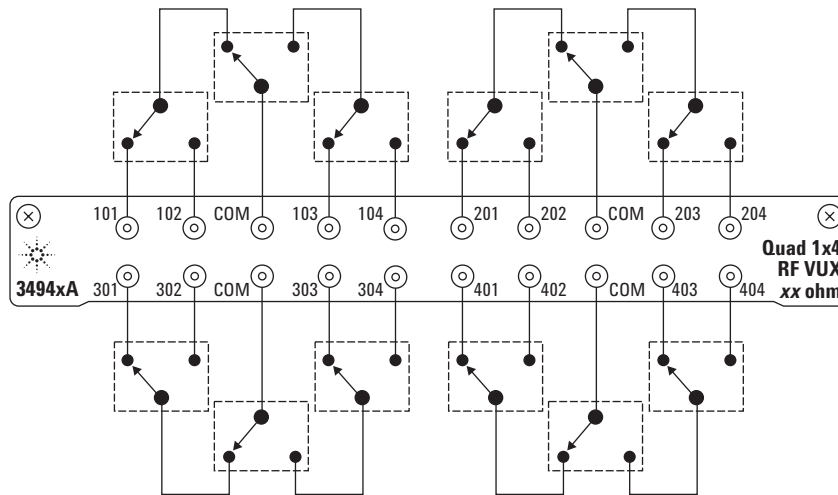 101 102 COM 103 104 201 202 COM 203 204
Quad 1x4
RF VUX
xx ohm
3494xA
301 302 COM 303 304 401 402 COM 403 404